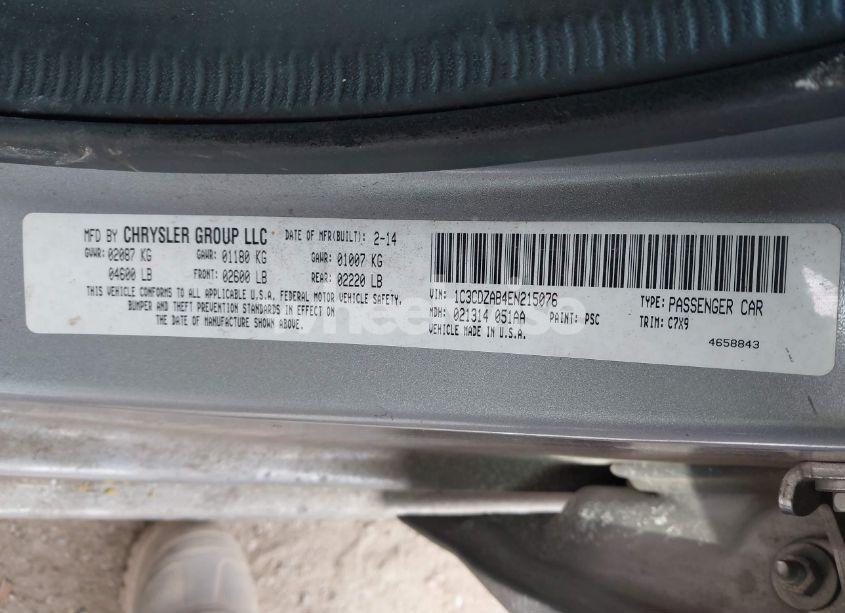 MFD BY CHRYSLER GROUP LLC DATE OF MFR(BUILT): 2-14
GVWR: 02087 KG GAWR: 01180 KG GAWR: 01007 KG
04600 LB FRONT: 02600 LB REAR: 02220 LB
THIS VEHICLE CONFORMS TO ALL APPLICABLE U.S.A. FEDERAL MOTOR VEHICLE SAFETY,
BUMPER AND THEFT PREVENTION STANDARDS IN EFFECT ON
THE DATE OF MANUFACTURE SHOWN ABOVE.
VIN: 1C3CDZAB4EN215076 TYPE: PASSENGER CAR
MDH: 021314 051AA PAINT: PSC TRIM: C7X9
VEHICLE MADE IN U.S.A.
4658843